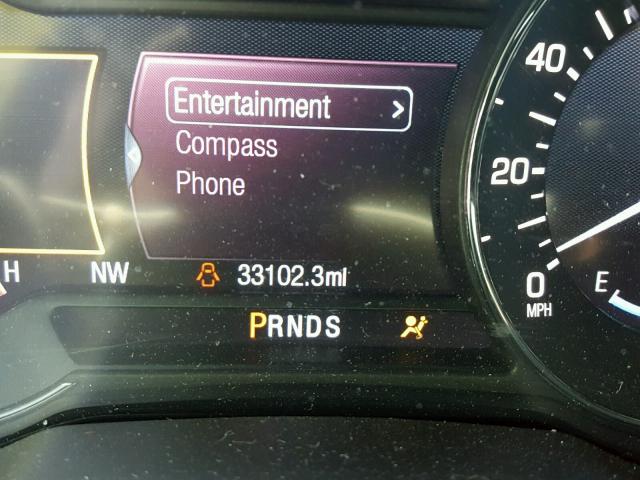 Entertainment >
Compass
Phone
H NW 33102.3mi
PRNDS
40
20
0
MPH
E